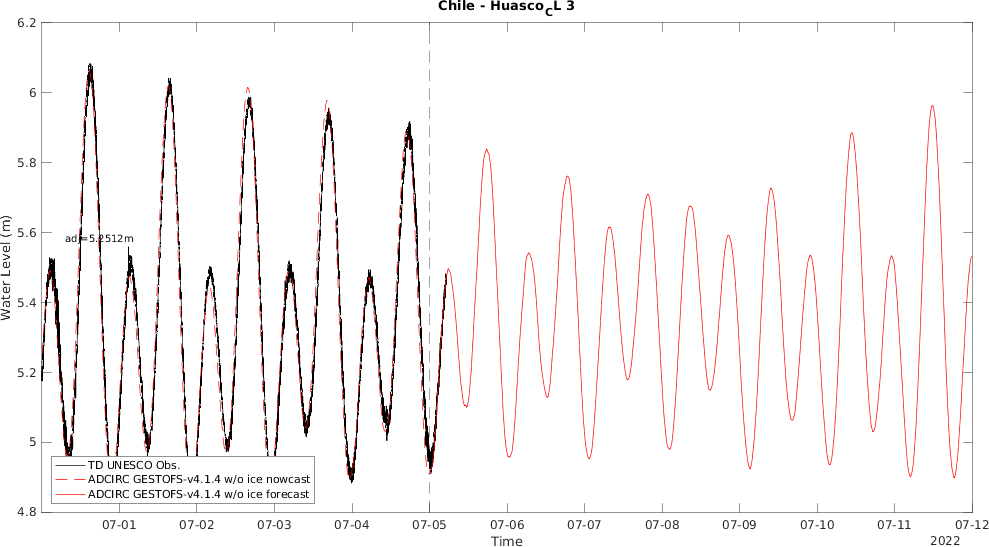 Chile - Huasco_CL 3
6.2
6
5.8
5.6
5.4
5.2
5
4.8
Water Level (m)
adj=5.2512m
TD UNESCO Obs.
ADCIRC GESTOFS-v4.1.4 w/o ice nowcast
ADCIRC GESTOFS-v4.1.4 w/o ice forecast
07-01 07-02 07-03 07-04 07-05 07-06 07-07 07-08 07-09 07-10 07-11 07-12
Time
2022